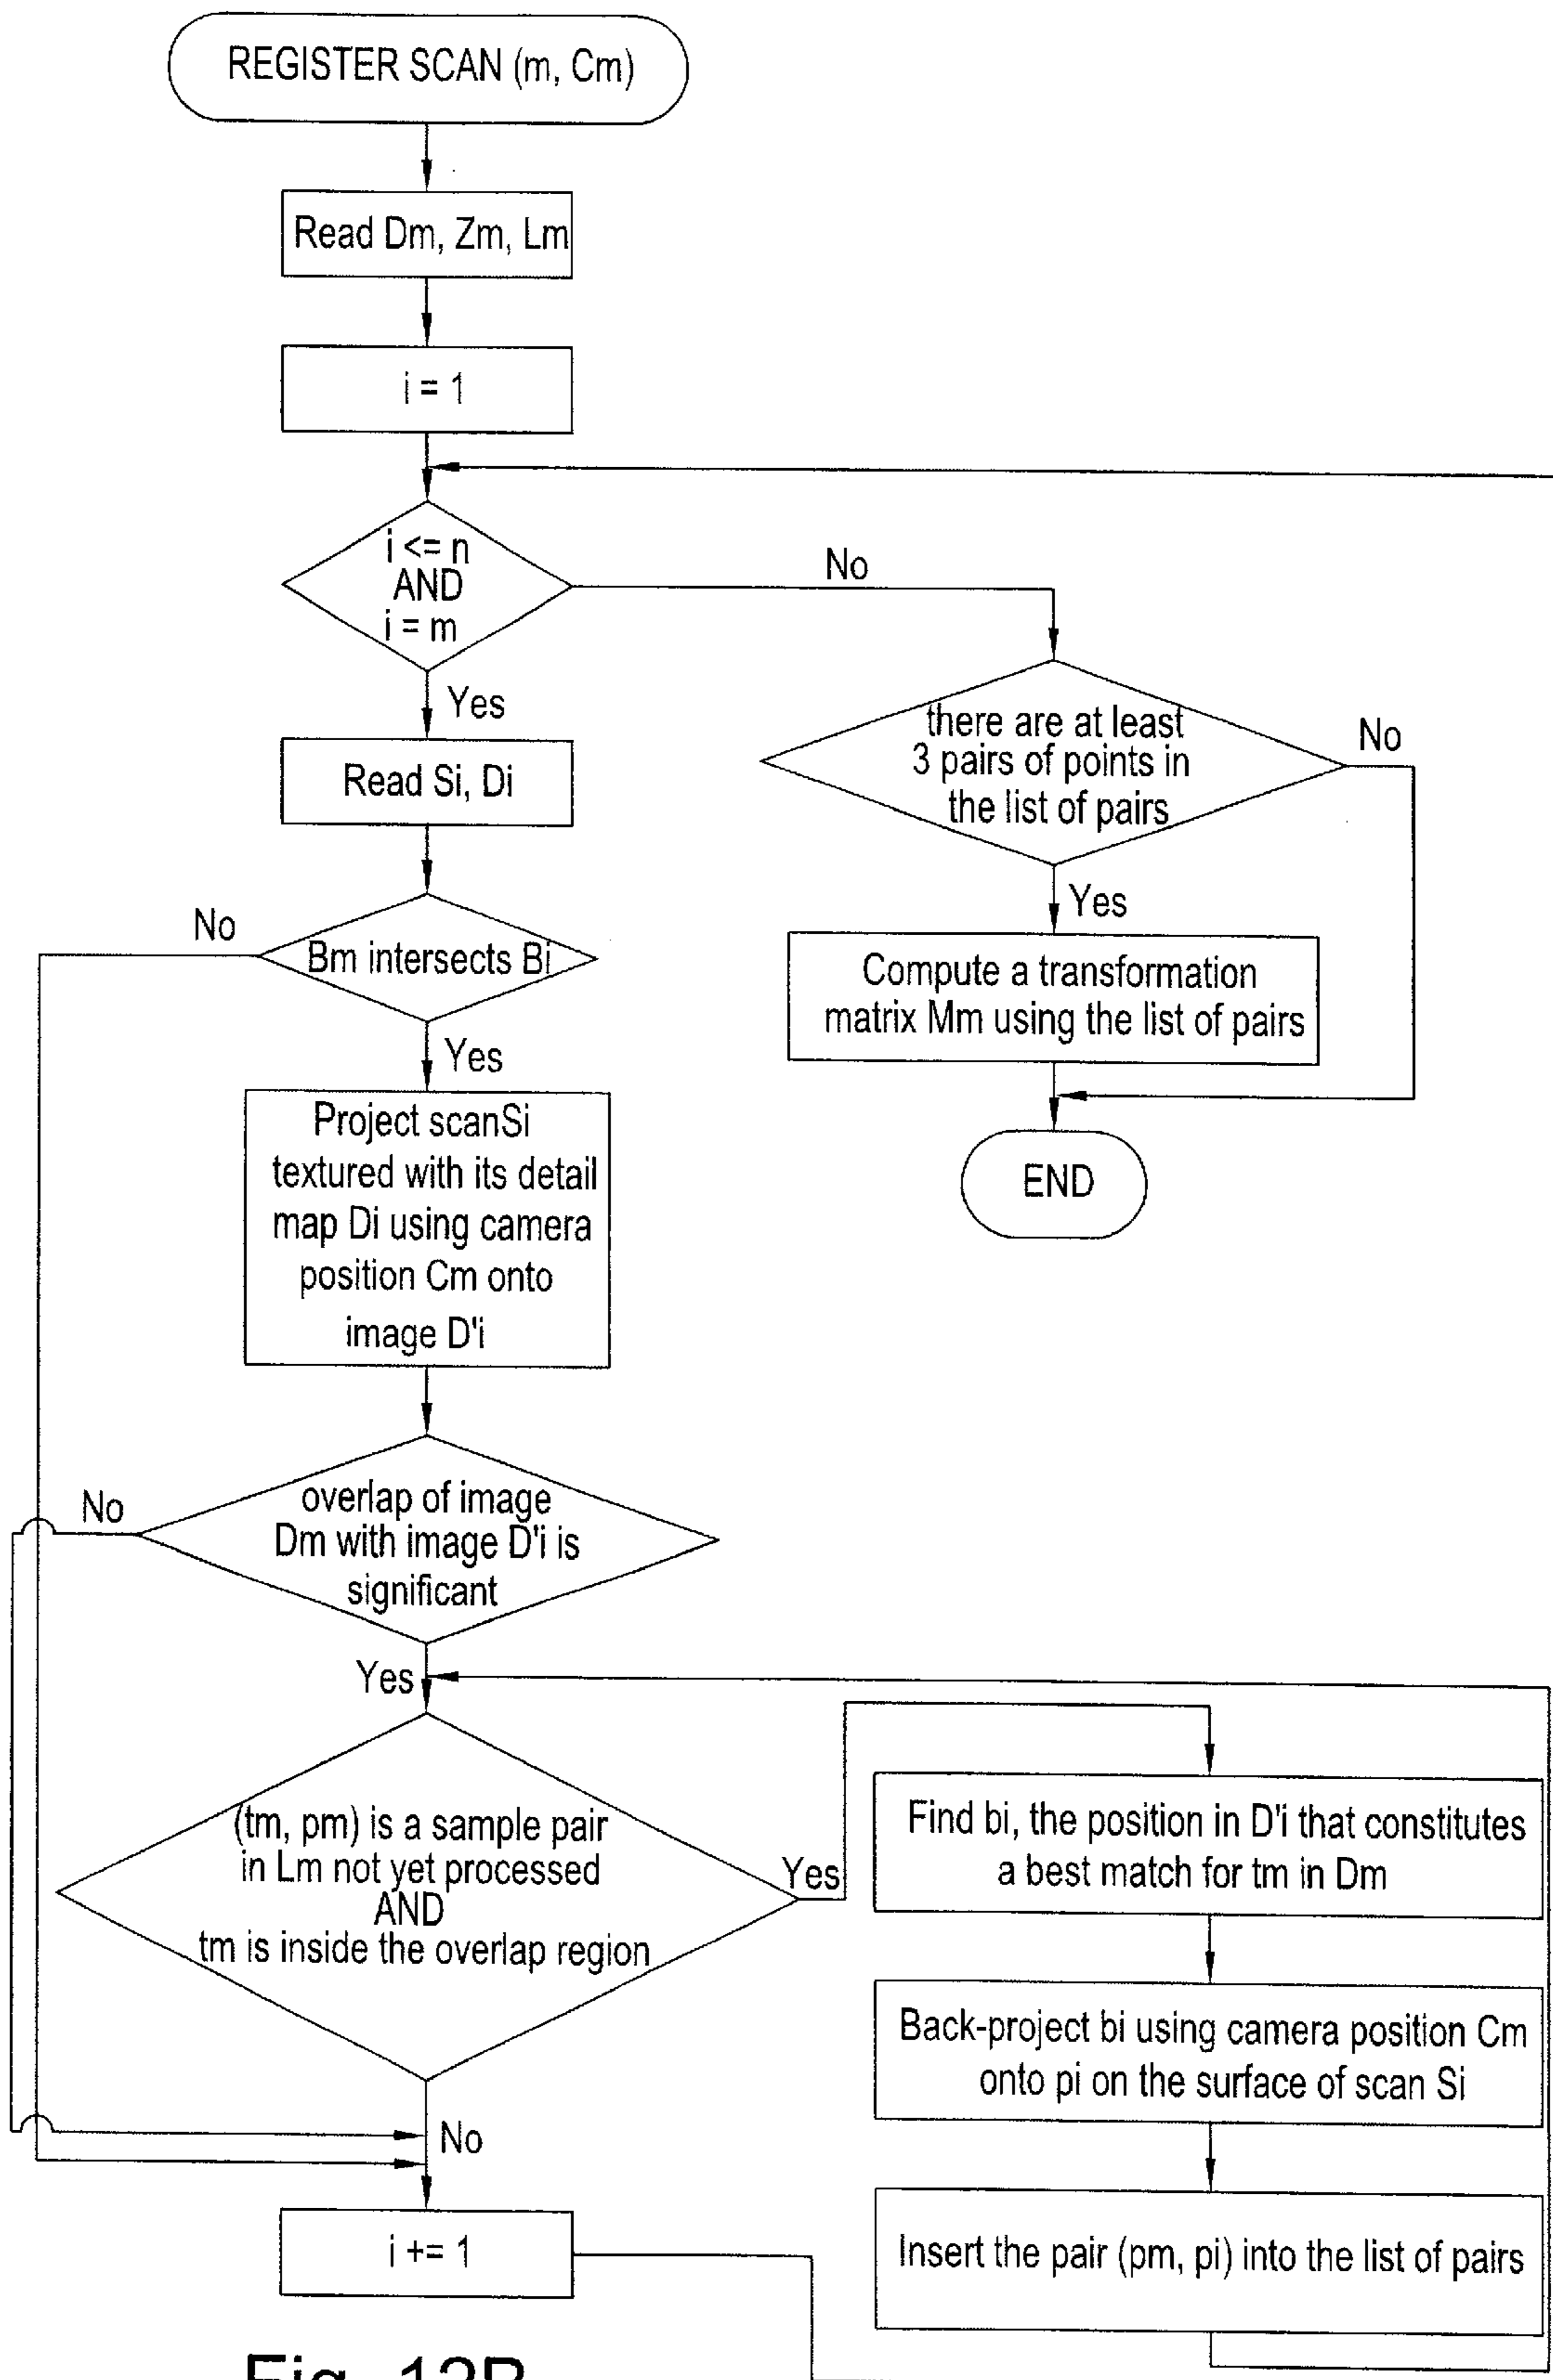 REGISTER SCAN (m, Cm)
Read Dm, Zm, Lm
i = 1
i <= n
AND
i = m
No
Yes
there are at least
3 pairs of points in
the list of pairs
No
Read Si, Di
Yes
No
Bm intersects Bi
Compute a transformation
matrix Mm using the list of pairs
Yes
Project scanSi
textured with its detail
map Di using camera
position Cm onto
image D'i
END
No
overlap of image
Dm with image D'i is
significant
Yes
(tm, pm) is a sample pair
in Lm not yet processed
AND
tm is inside the overlap region
Yes
Find bi, the position in D'i that constitutes
a best match for tm in Dm
Back-project bi using camera position Cm
onto pi on the surface of scan Si
No
i += 1
Insert the pair (pm, pi) into the list of pairs
Fig. 12B